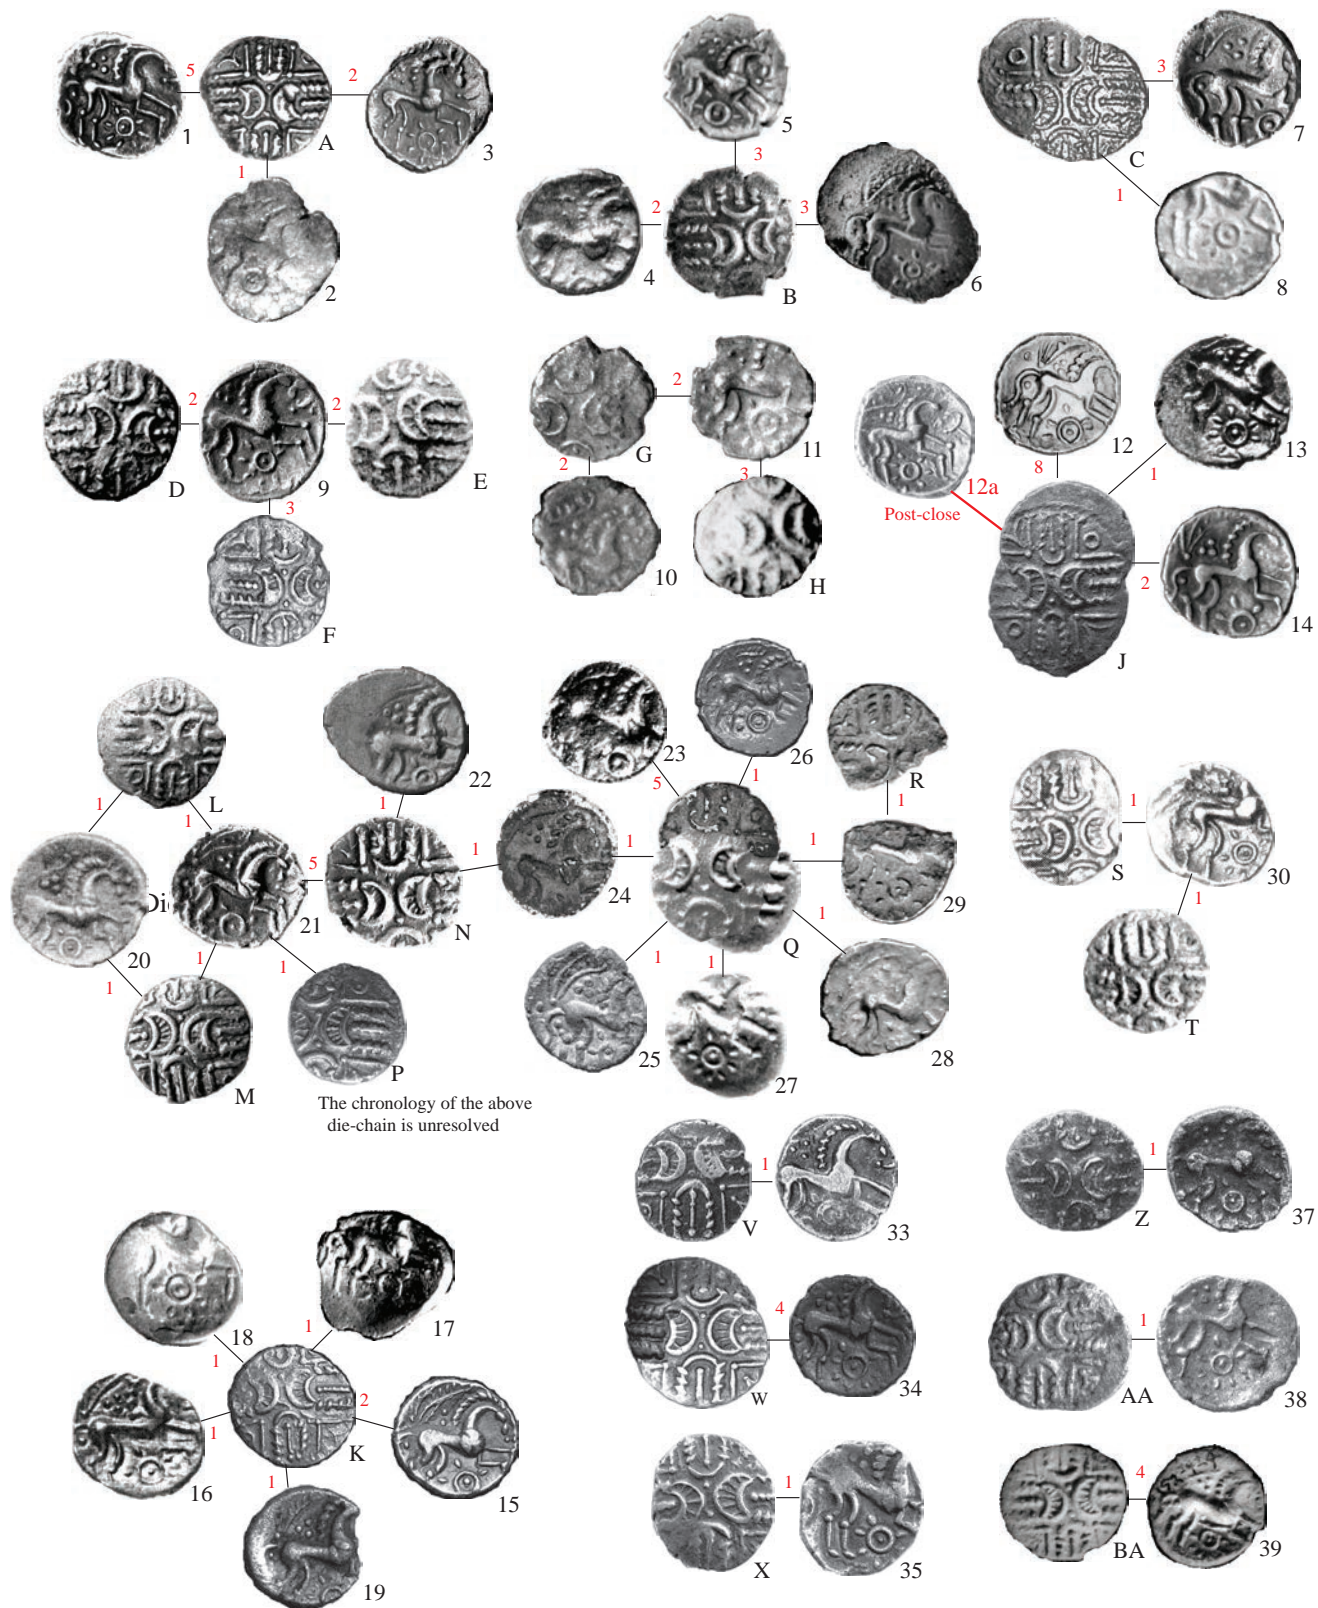 1 5 A 2 3
1
2
5
3
4 2 B 3 6
C 3 7
1
8
D 2 9 2 E
3
F
G 2 11
2 3
10 H
12 13
12a 8 1
Post-close
J 2 14
L 22
1 1 1
20 Di 21 5 N 1 24 1
1 1 1
M P
The chronology of the above
die-chain is unresolved
23 26 R
5 1 1
1 29
Q
1 1 1
25 27 28
S 1 30
1
T
18 17
1 1
16 1 K 2 15
1
19
V 1 33
W 4 34
X 1 35
Z 1 37
AA 1 38
BA 4 39